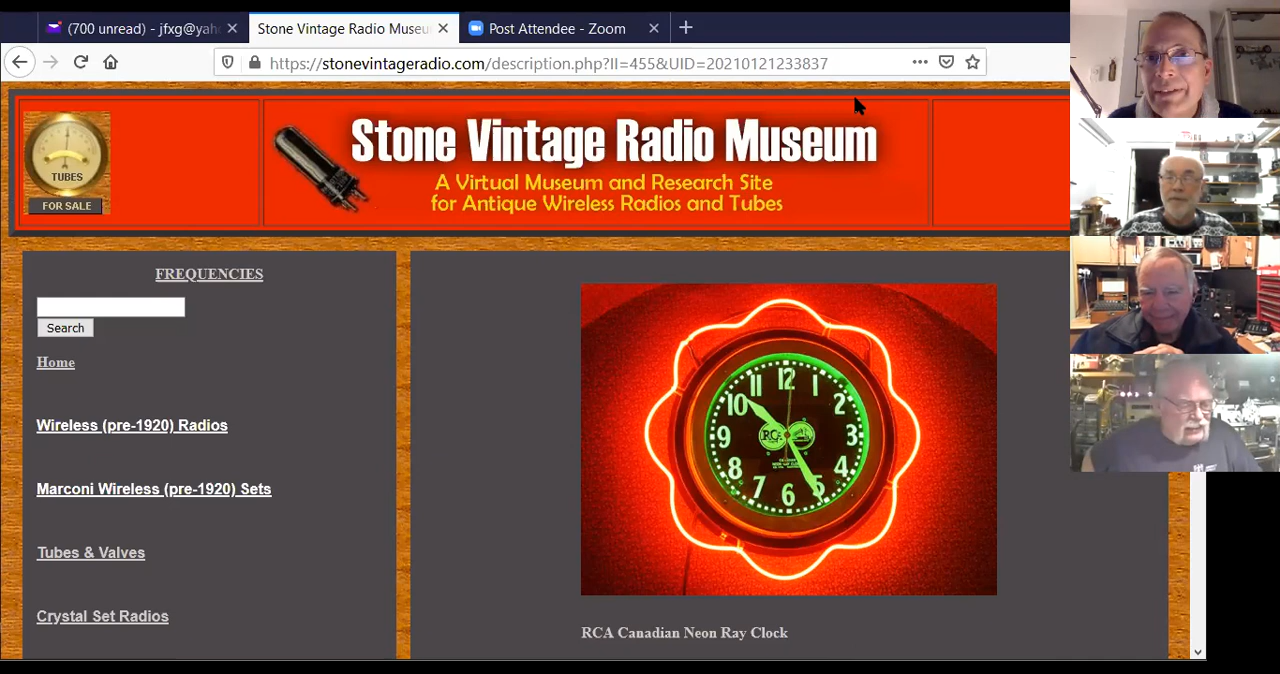 (700 unread) - jfxg@yah
Stone Vintage Radio Museu
Post Attendee - Zoom
https://stonevintageradio.com/description.php?II=455&UID=20210121233837
TUBES
FOR SALE
Stone Vintage Radio Museum
A Virtual Museum and Research Site
for Antique Wireless Radios and Tubes
FREQUENCIES
Search
Home
Wireless (pre-1920) Radios
Marconi Wireless (pre-1920) Sets
Tubes & Valves
Crystal Set Radios
12
1
2
3
4
5
6
7
8
9
10
11
RCA
RCA Canadian Neon Ray Clock